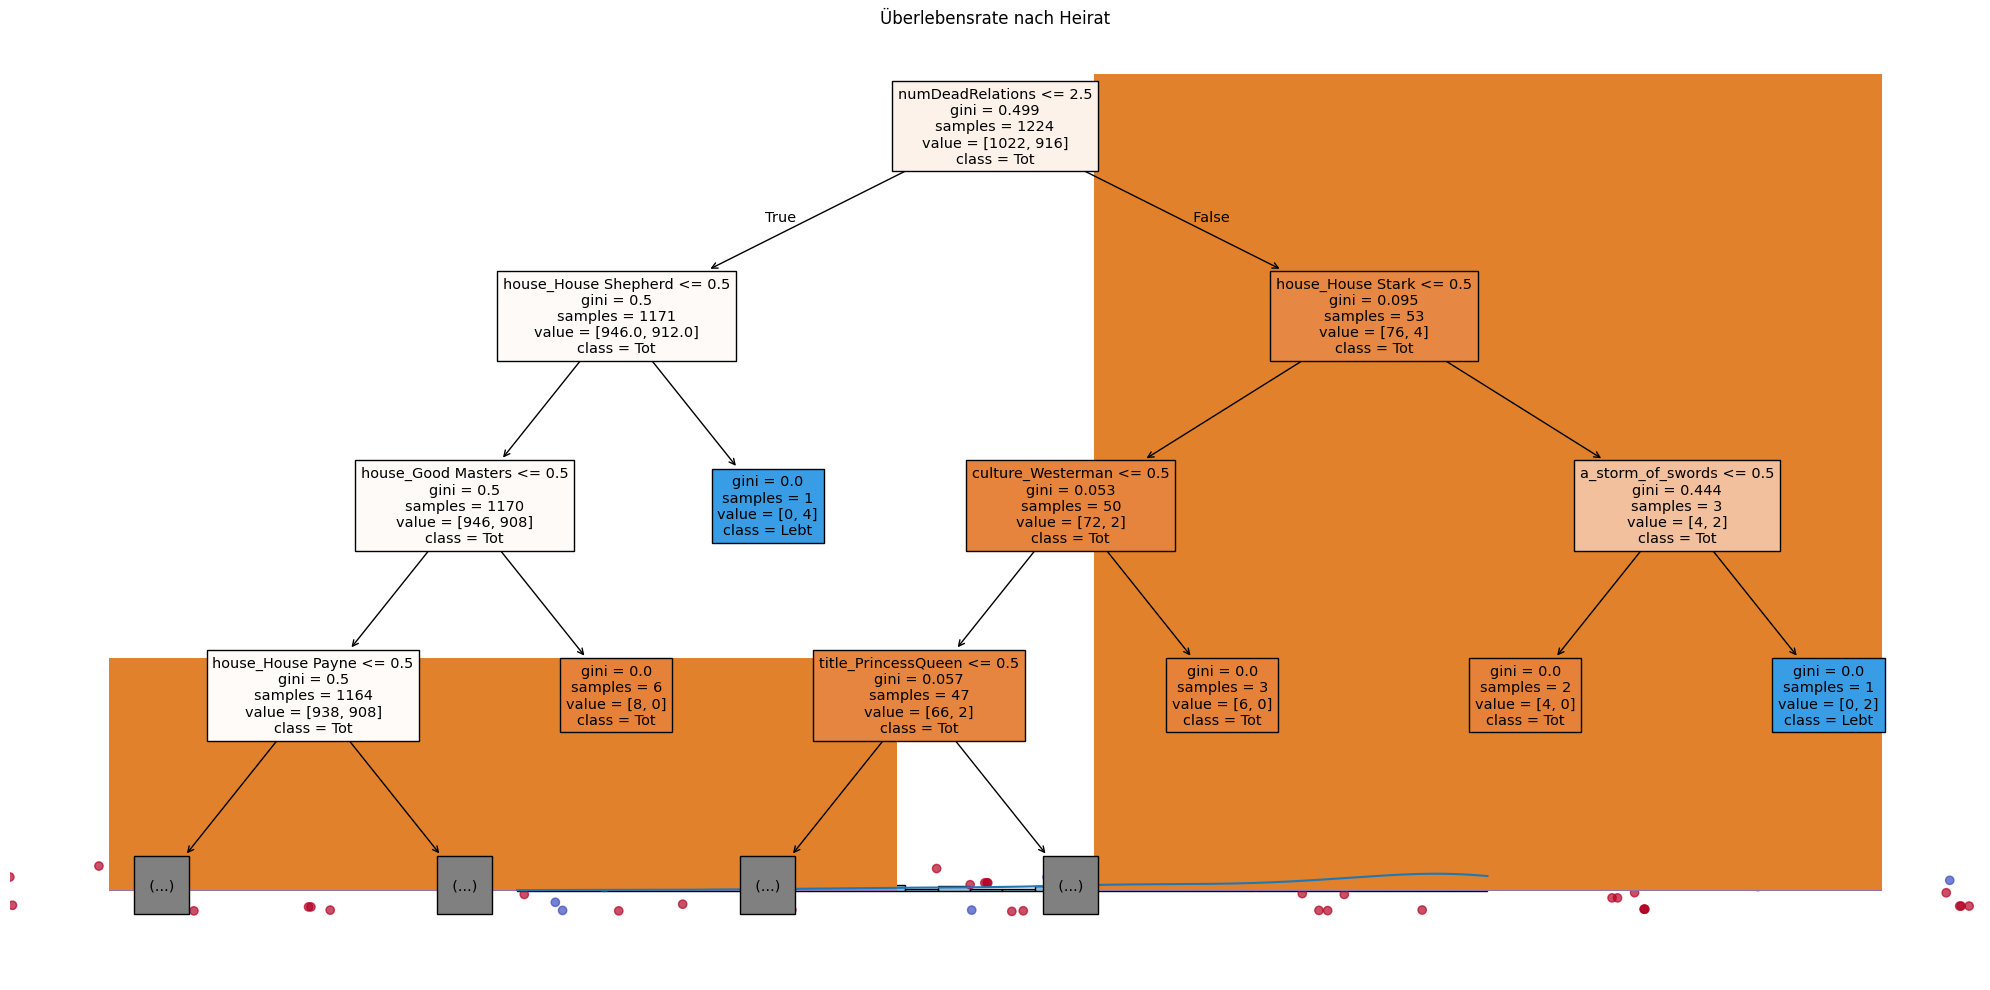 Überlebensrate nach Heirat
numDeadRelations <= 2.5
gini = 0.499
samples = 1224
value = [1022, 916]
class = Tot
True
False
house_House Shepherd <= 0.5
gini = 0.5
samples = 1171
value = [946.0, 912.0]
class = Tot
house_House Stark <= 0.5
gini = 0.095
samples = 53
value = [76, 4]
class = Tot
house_Good Masters <= 0.5
gini = 0.5
samples = 1170
value = [946, 908]
class = Tot
gini = 0.0
samples = 1
value = [0, 4]
class = Lebt
culture_Westerman <= 0.5
gini = 0.053
samples = 50
value = [72, 2]
class = Tot
a_storm_of_swords <= 0.5
gini = 0.444
samples = 3
value = [4, 2]
class = Tot
house_House Payne <= 0.5
gini = 0.5
samples = 1164
value = [938, 908]
class = Tot
gini = 0.0
samples = 6
value = [8, 0]
class = Tot
title_PrincessQueen <= 0.5
gini = 0.057
samples = 47
value = [66, 2]
class = Tot
gini = 0.0
samples = 3
value = [6, 0]
class = Tot
gini = 0.0
samples = 2
value = [4, 0]
class = Tot
gini = 0.0
samples = 1
value = [0, 2]
class = Lebt
(...)
(...)
(...)
(...)